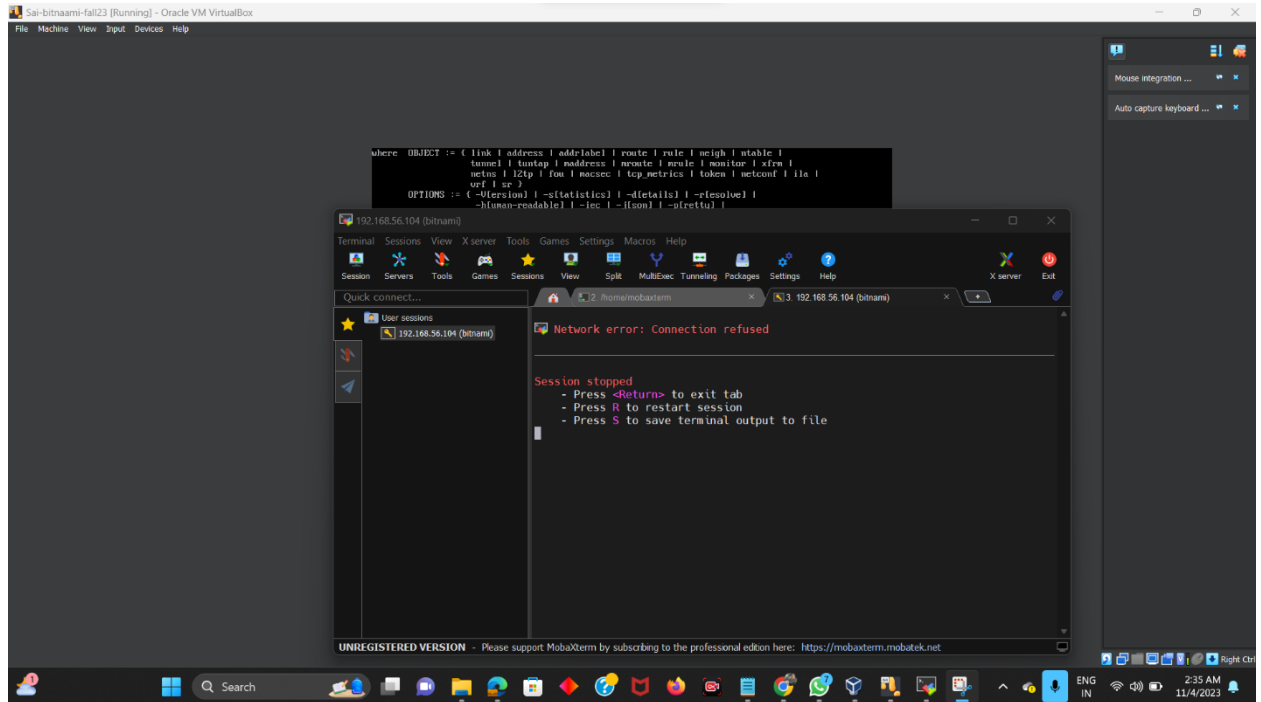 Sai-bitnaami-fall23 [Running] - Oracle VM VirtualBox
File Machine View Input Devices Help
Mouse integration ...
Auto capture keyboard ...
where OBJECT := { link | address | addrlabel | route | rule | neigh | ntable |
tunnel | tuntap | maddress | mroute | mrule | monitor | xfrm |
netns | l2tp | fou | macsec | tcp_metrics | token | netconf | ila |
vrf | sr }
OPTIONS := { -V[ersion] | -s[tatistics] | -d[etails] | -r[esolve] |
-h[uman-readable] | -iec | -j[son] | -p[retty] |
192.168.56.104 (bitnami)
Terminal Sessions View X server Tools Games Settings Macros Help
Session Servers Tools Games Sessions View Split MultiExec Tunneling Packages Settings Help X server Exit
Quick connect...
2. /home/mobaxterm
3. 192.168.56.104 (bitnami)
User sessions
192.168.56.104 (bitnami)
Network error: Connection refused
Session stopped
- Press <Return> to exit tab
- Press R to restart session
- Press S to save terminal output to file
UNREGISTERED VERSION - Please support MobaXterm by subscribing to the professional edition here: https://mobaxterm.mobatek.net
Right Ctrl
1
Search
7
ENG
IN
2:35 AM
11/4/2023